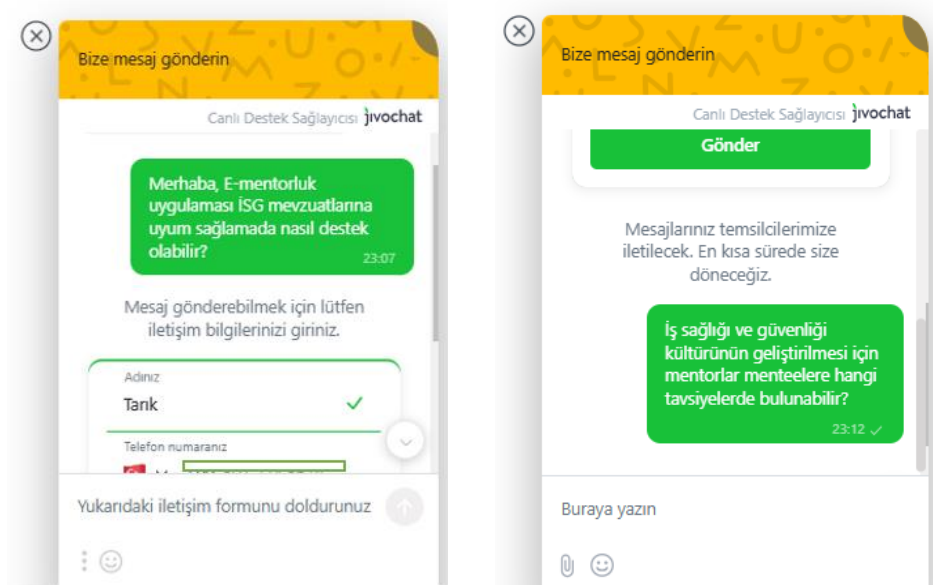 Bize mesaj gönderin
Canlı Destek Sağlayıcısı jivochat
Merhaba, E-mentorluk
uygulaması İSG mevzuatlarına
uyum sağlamada nasıl destek
olabilir?
23:07
Mesaj gönderebilmek için lütfen
iletişim bilgilerinizi giriniz.
Adınız
Tarık
Telefon numaranız
Yukarıdaki iletişim formunu doldurunuz
Bize mesaj gönderin
Canlı Destek Sağlayıcısı jivochat
Gönder
Mesajlarınız temsilcilerimize
iletilecek. En kısa sürede size
döneceğiz.
İş sağlığı ve güvenliği
kültürünün geliştirilmesi için
mentorlar menteelere hangi
tavsiyelerde bulunabilir?
23:12
Buraya yazın